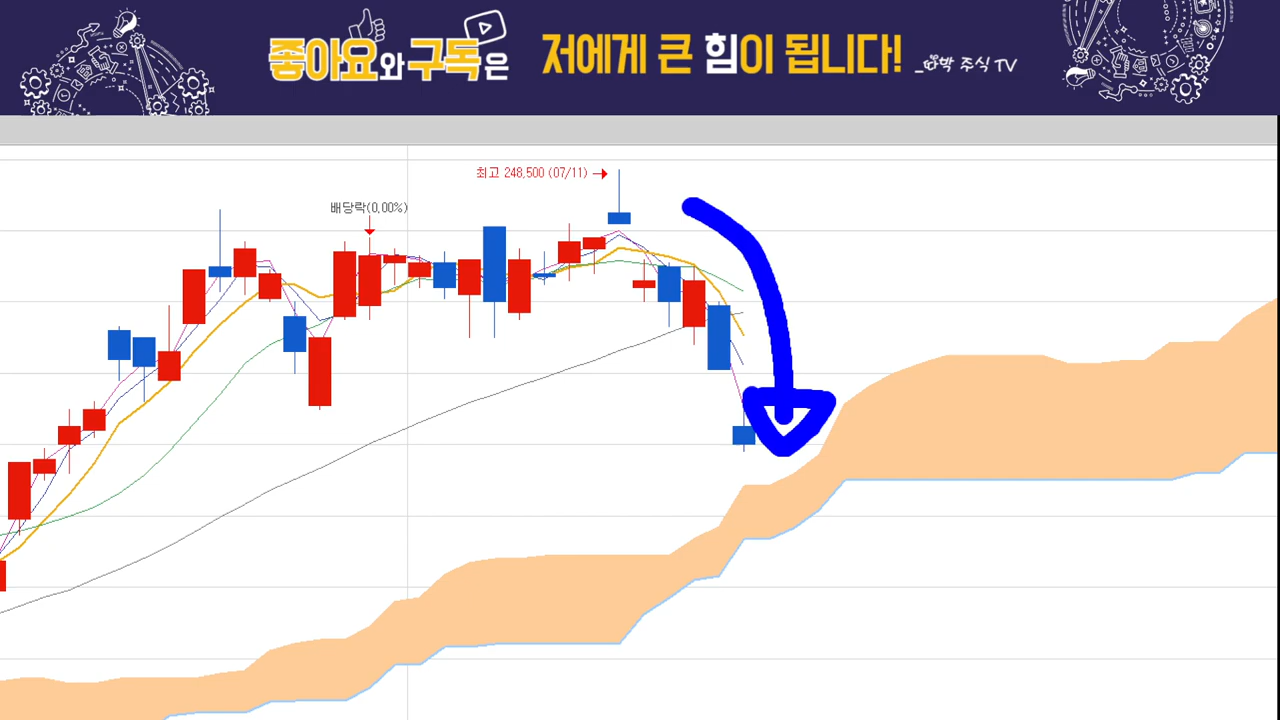 좋아요와 구독은 저에게 큰 힘이 됩니다!
박 주식 TV
최고 248,500 (07/11)
배당락(0.00%)